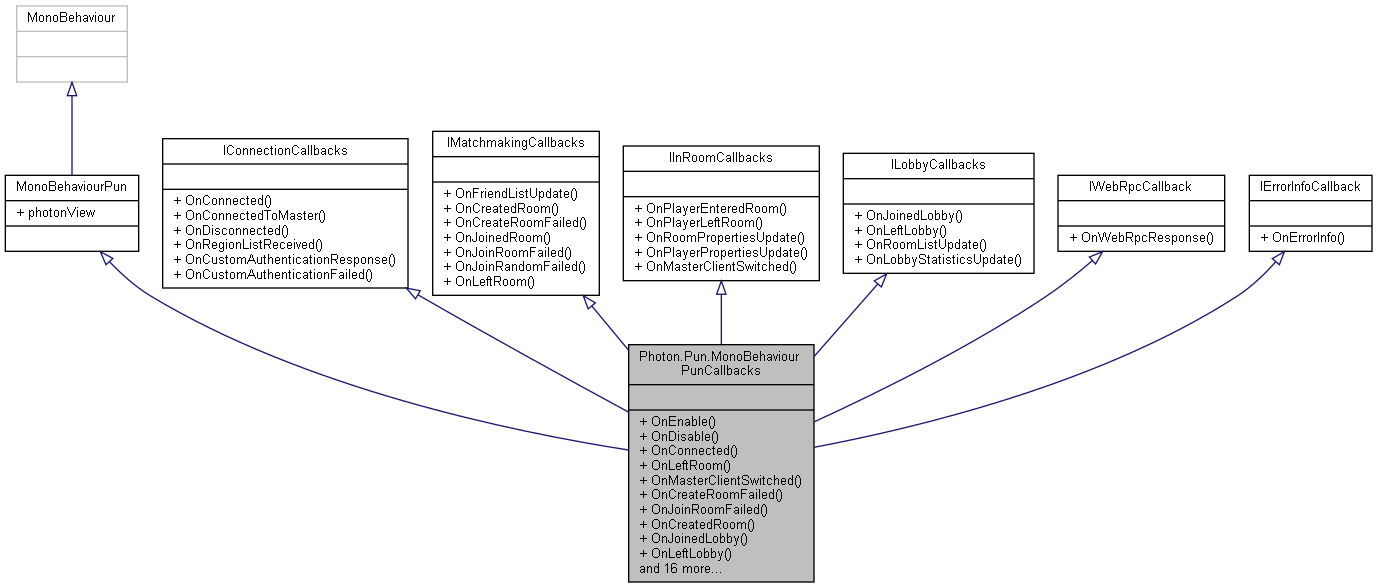 MonoBehaviour
MonoBehaviourPun
+ photonView
IConnectionCallbacks
+ OnConnected()
+ OnConnectedToMaster()
+ OnDisconnected()
+ OnRegionListReceived()
+ OnCustomAuthenticationResponse()
+ OnCustomAuthenticationFailed()
IMatchmakingCallbacks
+ OnFriendListUpdate()
+ OnCreatedRoom()
+ OnCreateRoomFailed()
+ OnJoinedRoom()
+ OnJoinRoomFailed()
+ OnJoinRandomFailed()
+ OnLeftRoom()
IInRoomCallbacks
+ OnPlayerEnteredRoom()
+ OnPlayerLeftRoom()
+ OnRoomPropertiesUpdate()
+ OnPlayerPropertiesUpdate()
+ OnMasterClientSwitched()
ILobbyCallbacks
+ OnJoinedLobby()
+ OnLeftLobby()
+ OnRoomListUpdate()
+ OnLobbyStatisticsUpdate()
IWebRpcCallback
+ OnWebRpcResponse()
IErrorInfoCallback
+ OnErrorInfo()
Photon.Pun.MonoBehaviour
PunCallbacks
+ OnEnable()
+ OnDisable()
+ OnConnected()
+ OnLeftRoom()
+ OnMasterClientSwitched()
+ OnCreateRoomFailed()
+ OnJoinRoomFailed()
+ OnCreatedRoom()
+ OnJoinedLobby()
+ OnLeftLobby()
and 16 more...